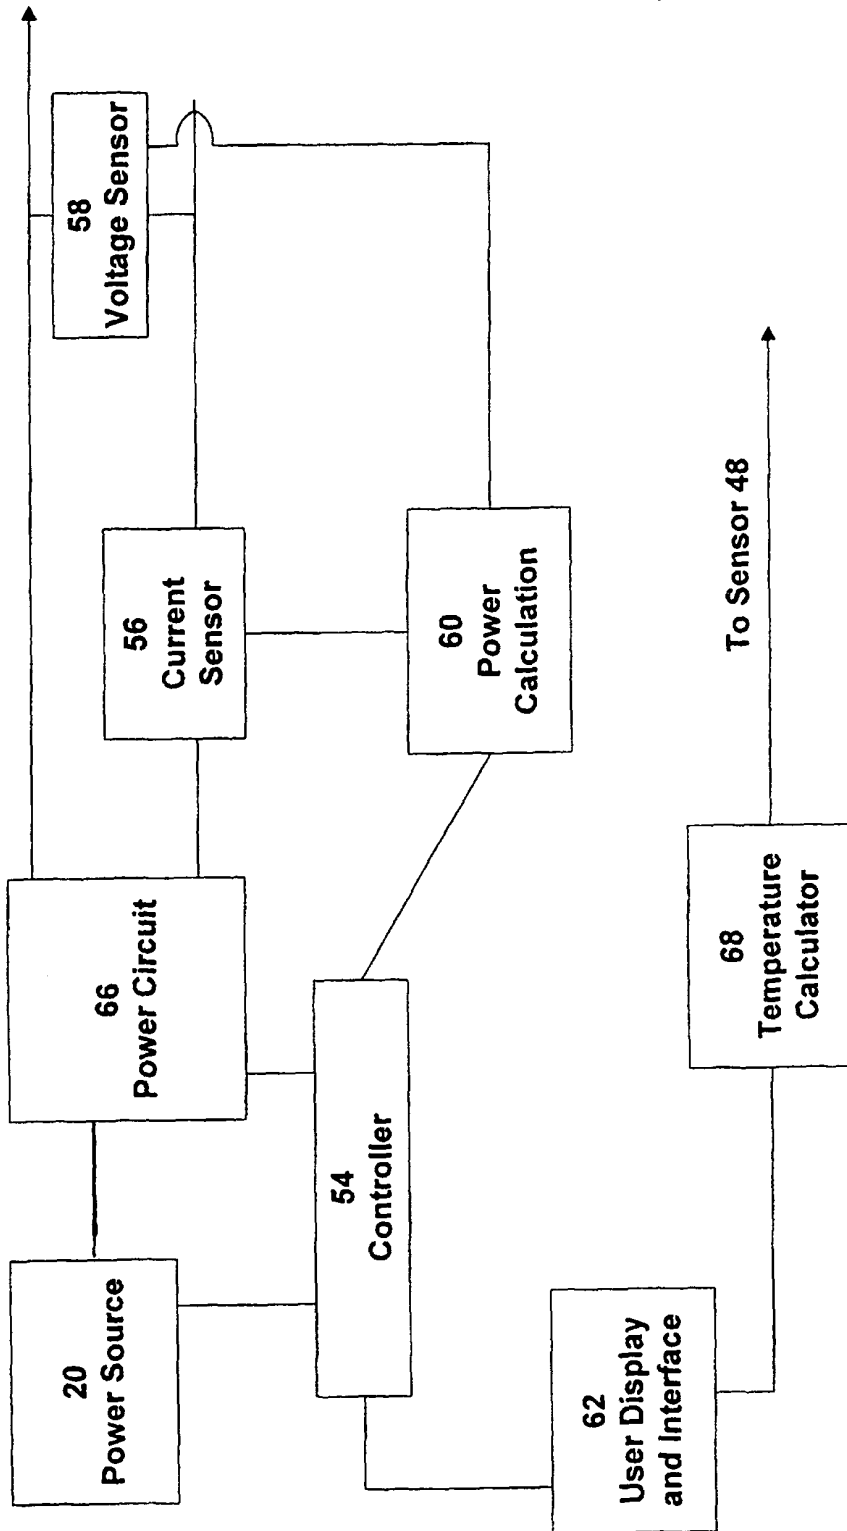 20
Power Source
66
Power Circuit
58
Voltage Sensor
56
Current
Sensor
54
Controller
60
Power
Calculation
62
User Display
and Interface
68
Temperature
Calculator
To Sensor 48